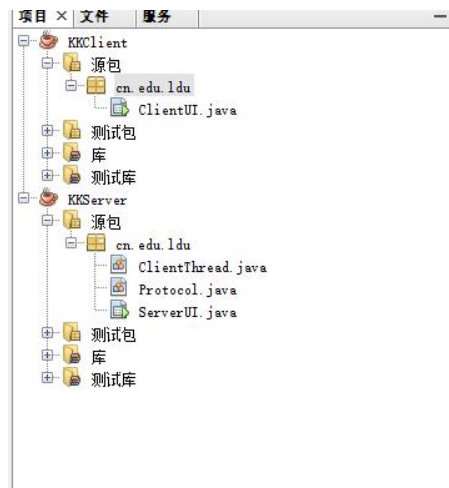 项目 × 文件 服务
KKClient
源包
cn.edu.ldu
ClientUI.java
测试包
库
测试库
KKServer
源包
cn.edu.ldu
ClientThread.java
Protocol.java
ServerUI.java
测试包
库
测试库